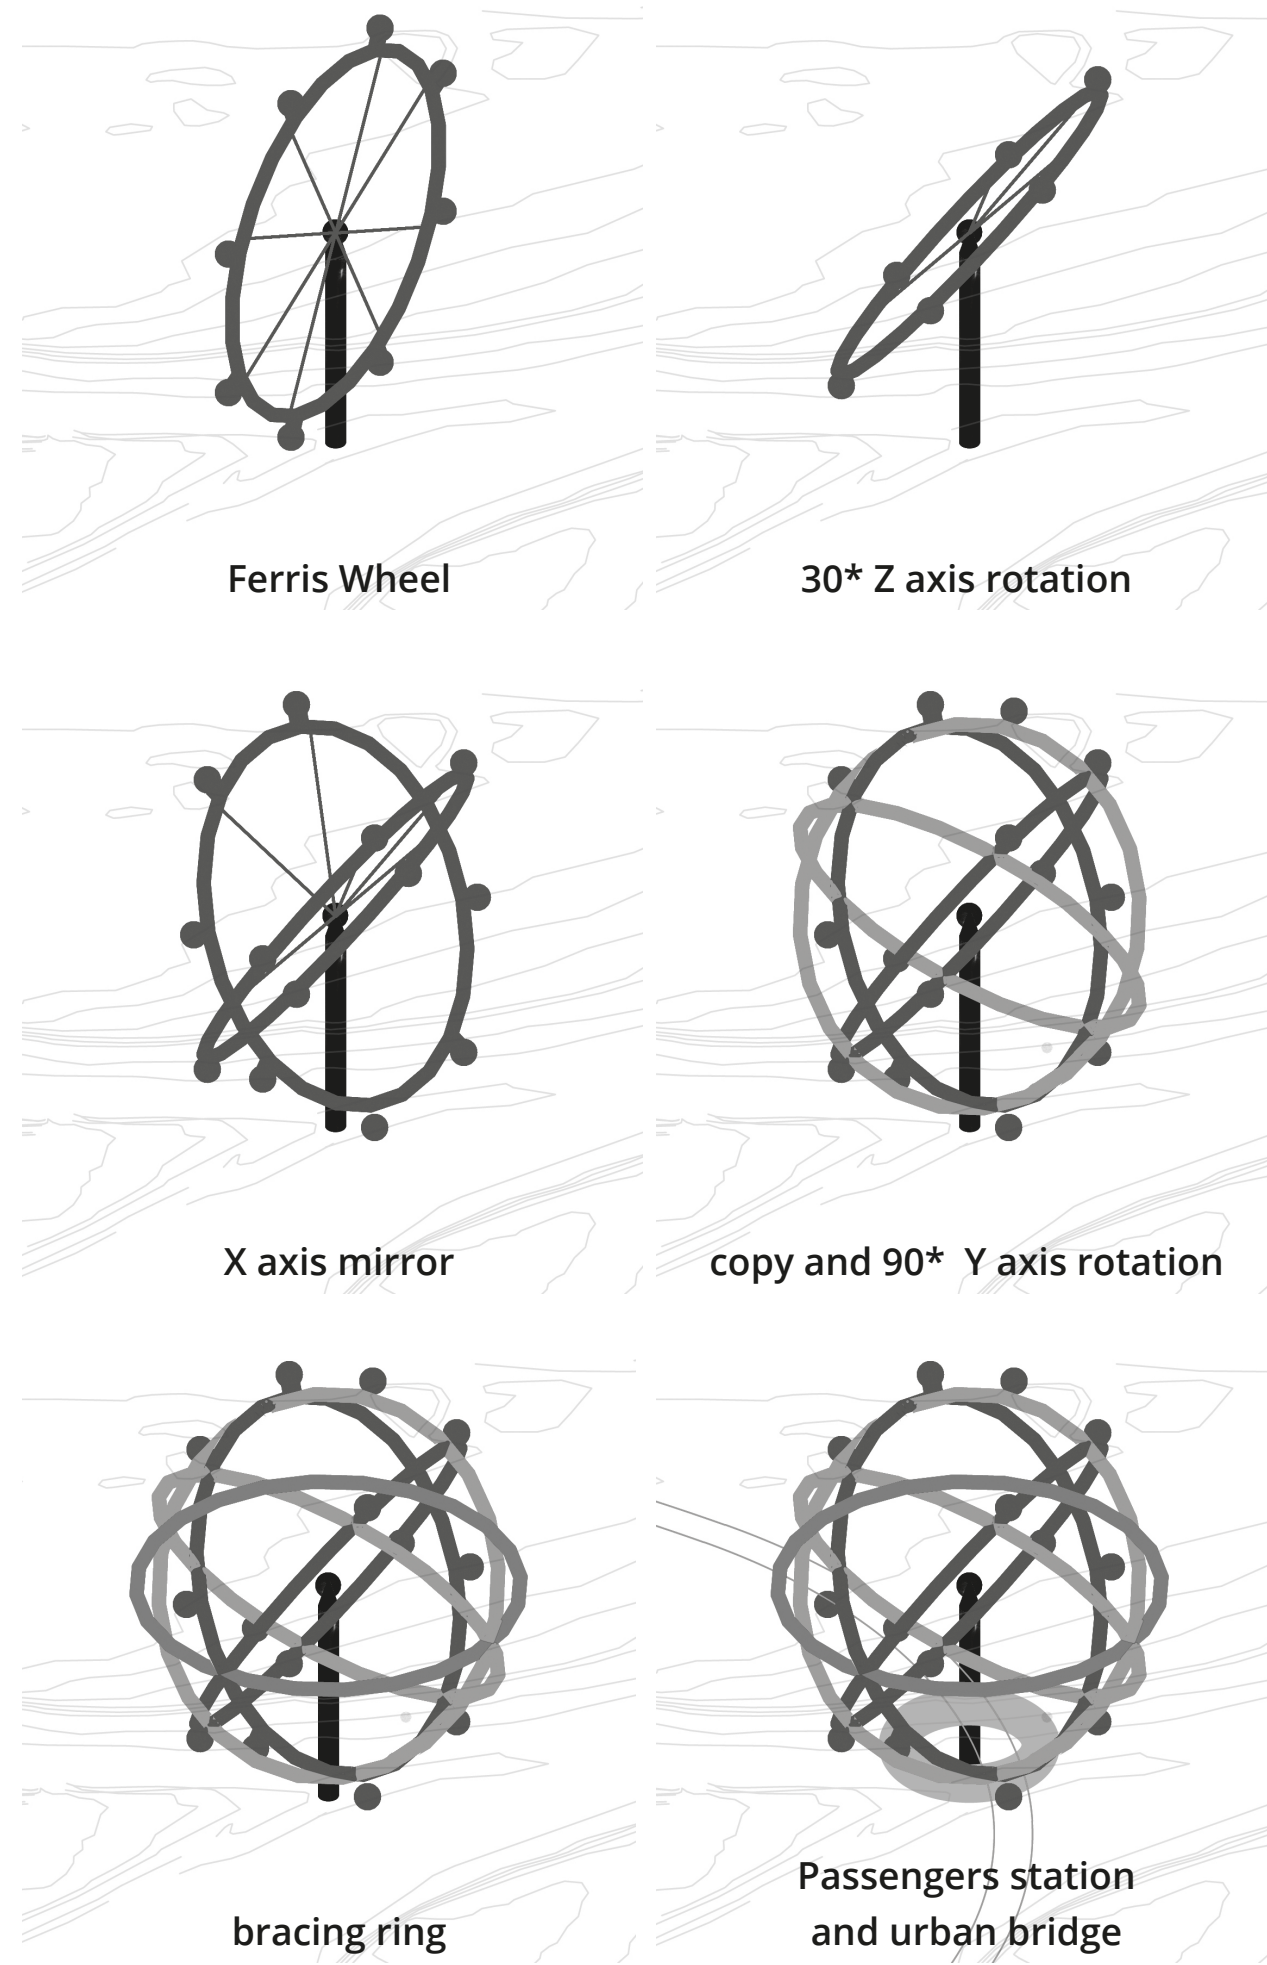 Ferris Wheel
30* Z axis rotation
X axis mirror
copy and 90*  Y axis rotation
bracing ring
Passengers station
and urban bridge